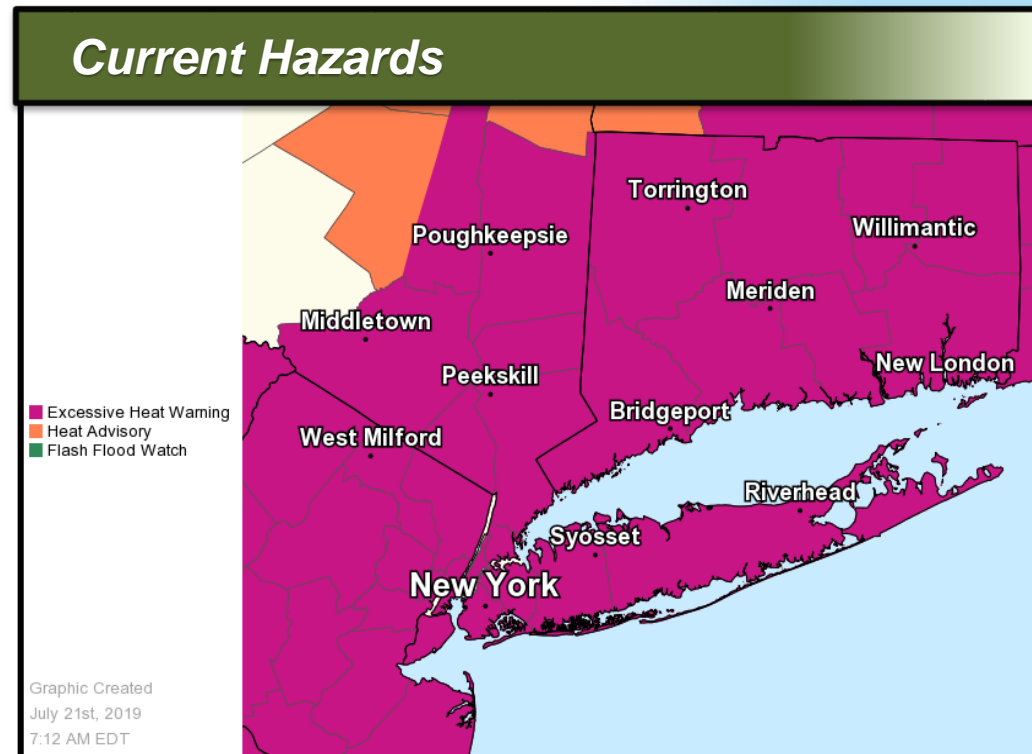 Current Hazards
Torrington
Poughkeepsie
Willimantic
Meriden
Middletown
New London
Peekskill
Bridgeport
Excessive Heat Warning
Heat Advisory
Flash Flood Watch
West Milford
Riverhead
Syosset
New York
Graphic Created
July 21st, 2019
7:12 AM EDT